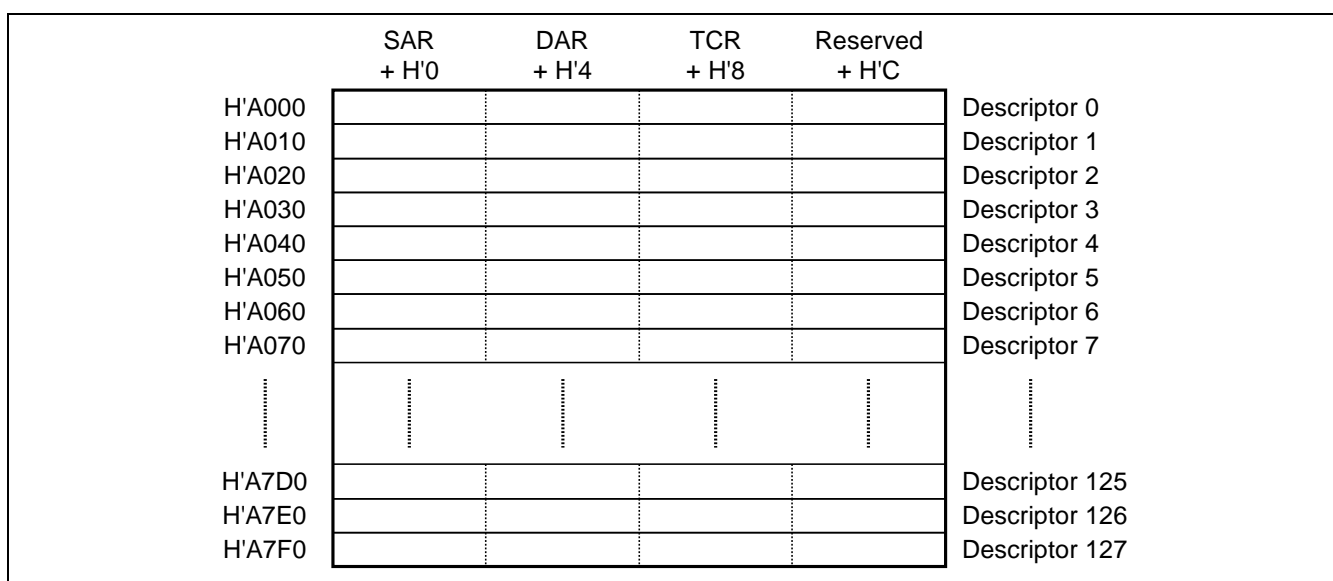 SAR DAR TCR Reserved
+ H'0 + H'4 + H'8 + H'C
H'A000 Descriptor 0
H'A010 Descriptor 1
H'A020 Descriptor 2
H'A030 Descriptor 3
H'A040 Descriptor 4
H'A050 Descriptor 5
H'A060 Descriptor 6
H'A070 Descriptor 7
H'A7D0 Descriptor 125
H'A7E0 Descriptor 126
H'A7F0 Descriptor 127